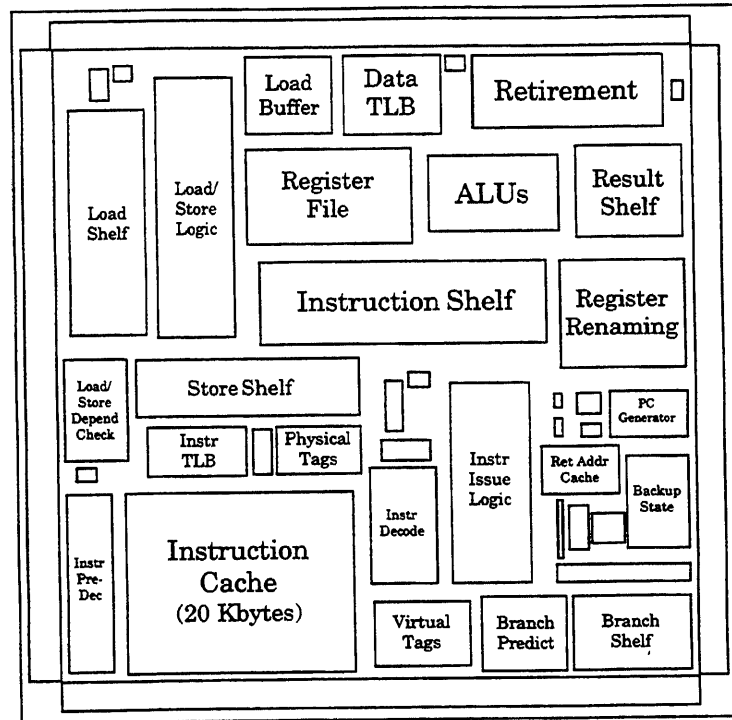 Load
Buffer
Data
TLB
Retirement
Load
Shelf
Load/
Store
Logic
Register
File
ALUs
Result
Shelf
Instruction Shelf
Register
Renaming
Load/
Store
Depend
Check
Store Shelf
Instr
TLB
Physical
Tags
Instr
Issue
Logic
PC
Generator
Ret Addr
Cache
Backup
State
Instr
Decode
Instr
Pre-
Dec
Instruction
Cache
(20 Kbytes)
Virtual
Tags
Branch
Predict
Branch
Shelf